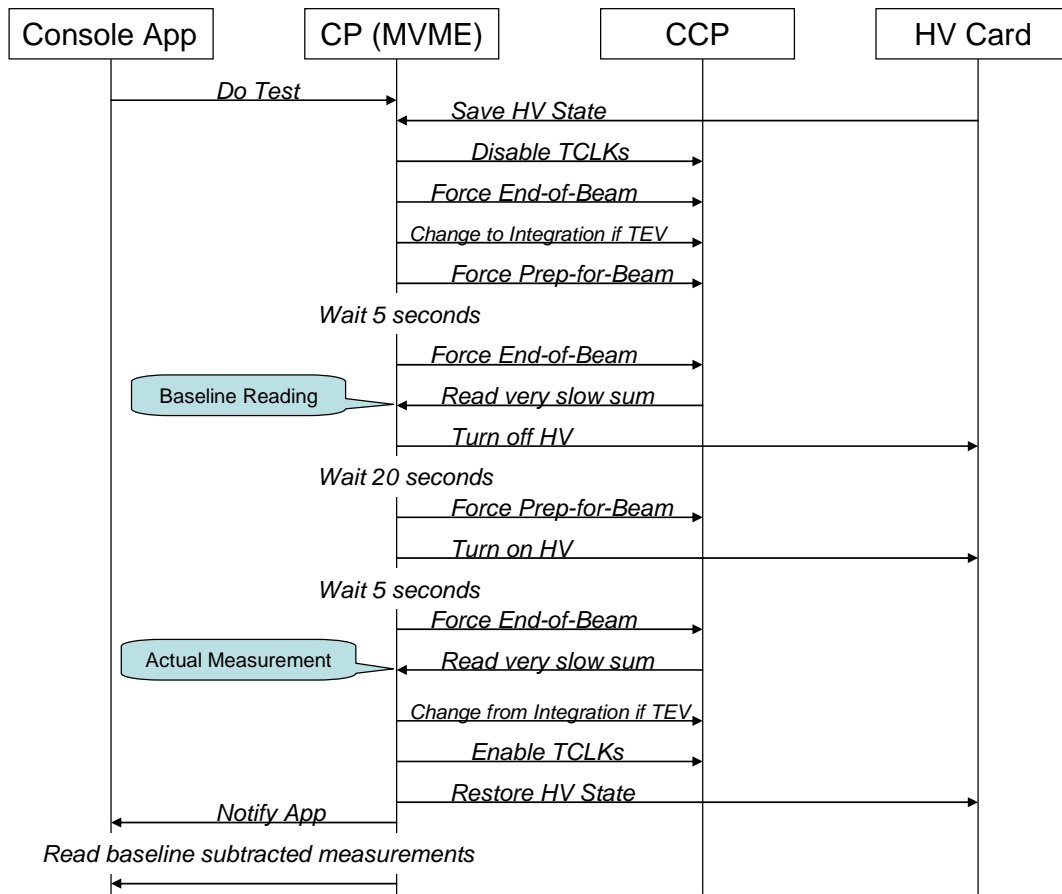 Console App
CP (MVME)
CCP
HV Card
Do Test
Save HV State
Disable TCLKs
Force End-of-Beam
Change to Integration if TEV
Force Prep-for-Beam
Wait 5 seconds
Force End-of-Beam
Baseline Reading
Read very slow sum
Turn off HV
Wait 20 seconds
Force Prep-for-Beam
Turn on HV
Wait 5 seconds
Force End-of-Beam
Actual Measurement
Read very slow sum
Change from Integration if TEV
Enable TCLKs
Restore HV State
Notify App
Read baseline subtracted measurements